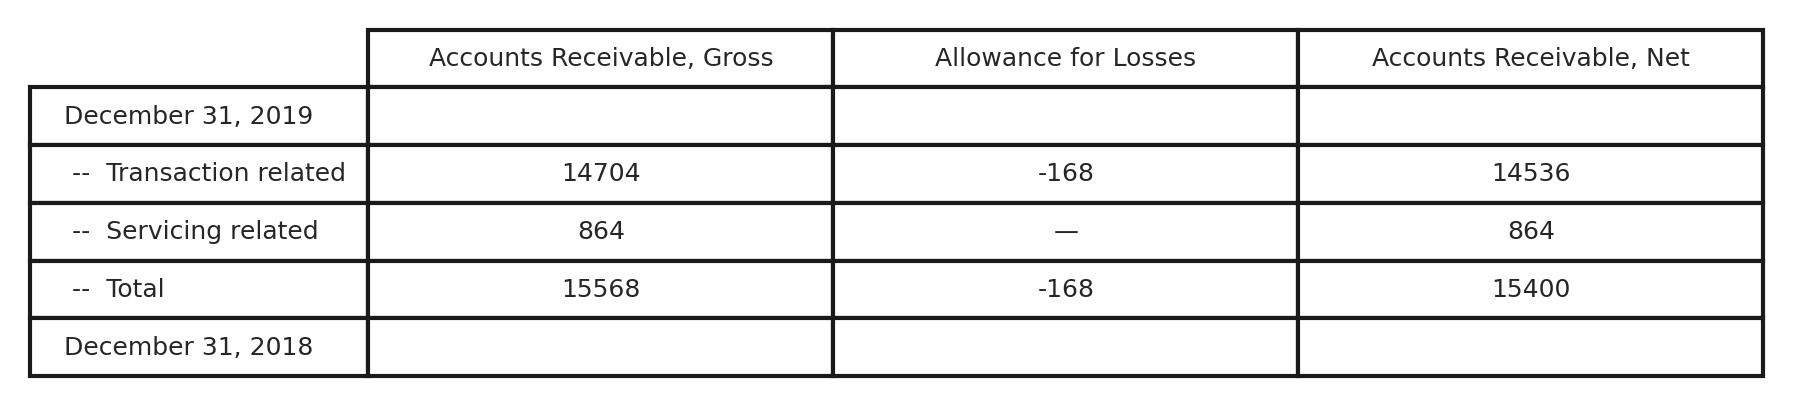 Accounts Receivable, Gross Allowance for Losses Accounts Receivable, Net
December 31, 2019
-- Transaction related 14704 -168 14536
-- Servicing related 864 — 864
-- Total 15568 -168 15400
December 31, 2018